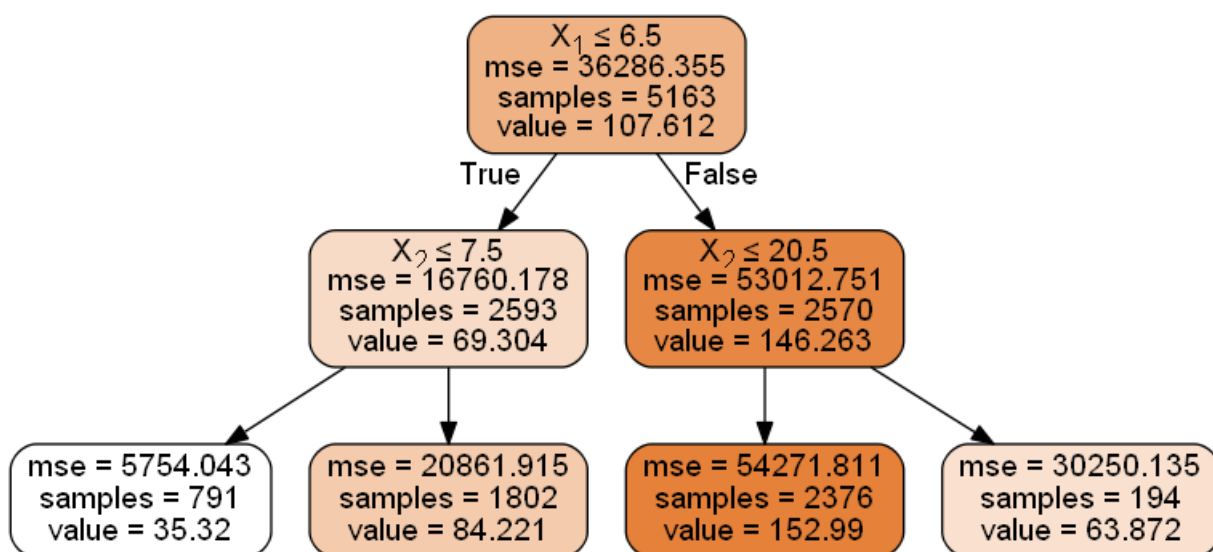 X₁ ≤ 6.5
mse = 36286.355
samples = 5163
value = 107.612
True
False
X₂ ≤ 7.5
mse = 16760.178
samples = 2593
value = 69.304
X₂ ≤ 20.5
mse = 53012.751
samples = 2570
value = 146.263
mse = 5754.043
samples = 791
value = 35.32
mse = 20861.915
samples = 1802
value = 84.221
mse = 54271.811
samples = 2376
value = 152.99
mse = 30250.135
samples = 194
value = 63.872